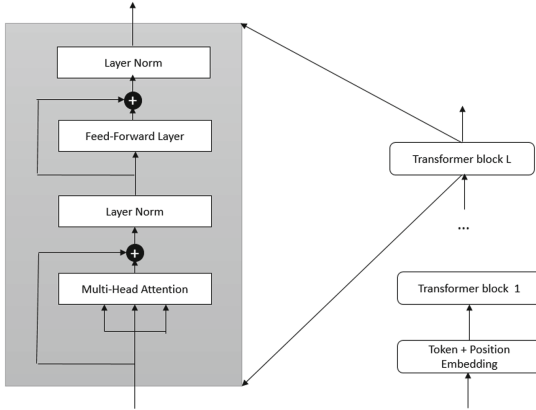 Layer Norm
+
Feed-Forward Layer
Layer Norm
+
Multi-Head Attention
Transformer block L
...
Transformer block 1
Token + Position
Embedding